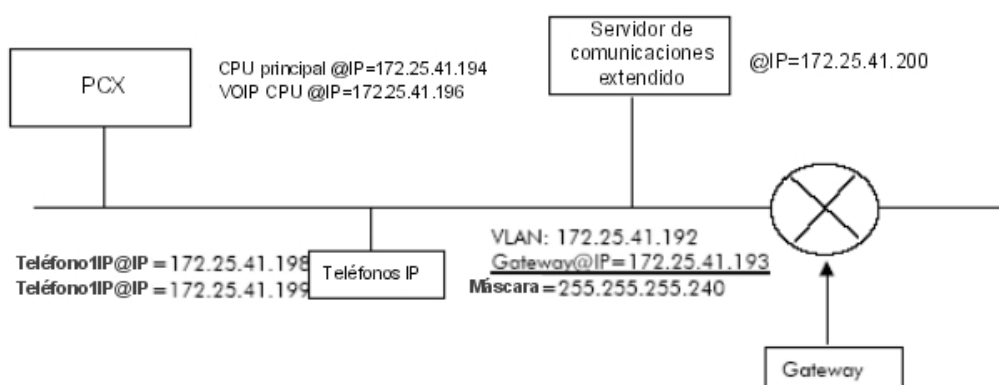 PCX
CPU principal @IP=172.25.41.194
VOIP CPU @IP=172.25.41.196
Servidor de
comunicaciones
extendido
@IP=172.25.41.200
Teléfono1IP@IP=172.25.41.198
Teléfono1IP@IP=172.25.41.199
Teléfonos IP
VLAN: 172.25.41.192
Gateway@IP=172.25.41.193
Máscara=255.255.255.240
Gateway